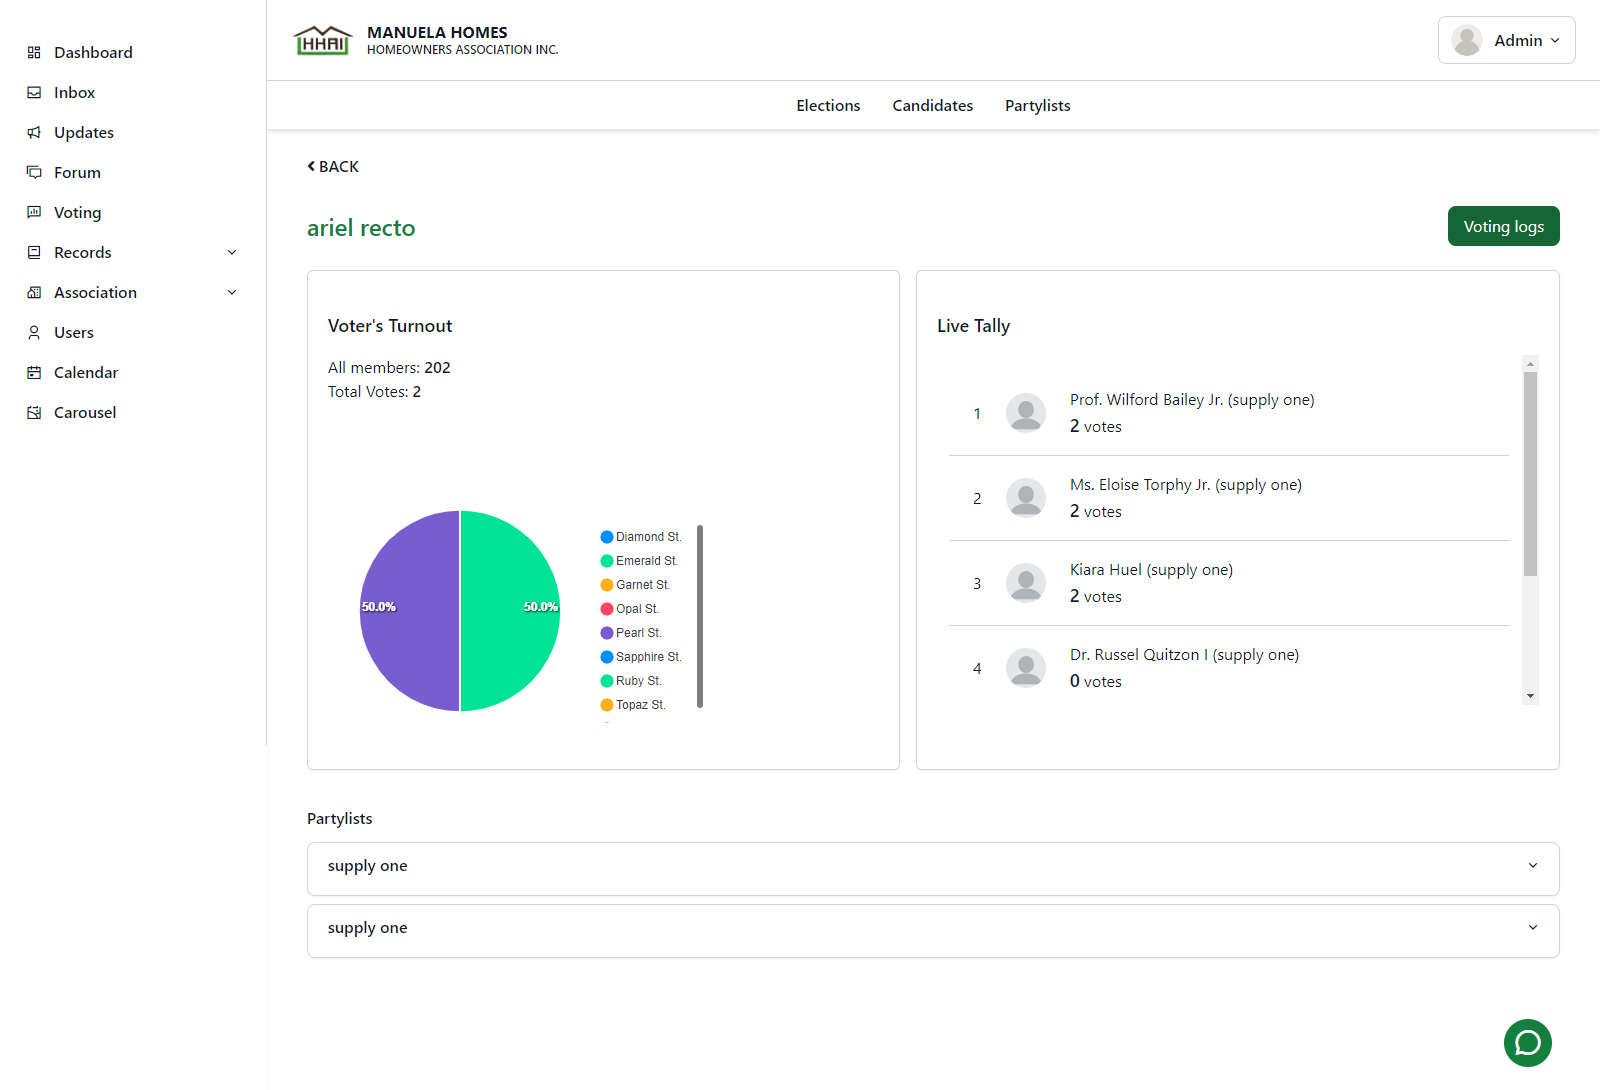 Dashboard
Inbox
Updates
Forum
Voting
Records
Association
Users
Calendar
Carousel
HHAI
MANUELA HOMES
HOMEOWNERS ASSOCIATION INC.
Admin
Elections
Candidates
Partylists
BACK
ariel recto
Voting logs
Voter's Turnout
All members: 202
Total Votes: 2
50.0%
50.0%
Diamond St.
Emerald St.
Garnet St.
Opal St.
Pearl St.
Sapphire St.
Ruby St.
Topaz St.
Live Tally
1
Prof. Wilford Bailey Jr. (supply one)
2 votes
2
Ms. Eloise Torphy Jr. (supply one)
2 votes
3
Kiara Huel (supply one)
2 votes
4
Dr. Russel Quitzon I (supply one)
0 votes
Partylists
supply one
supply one